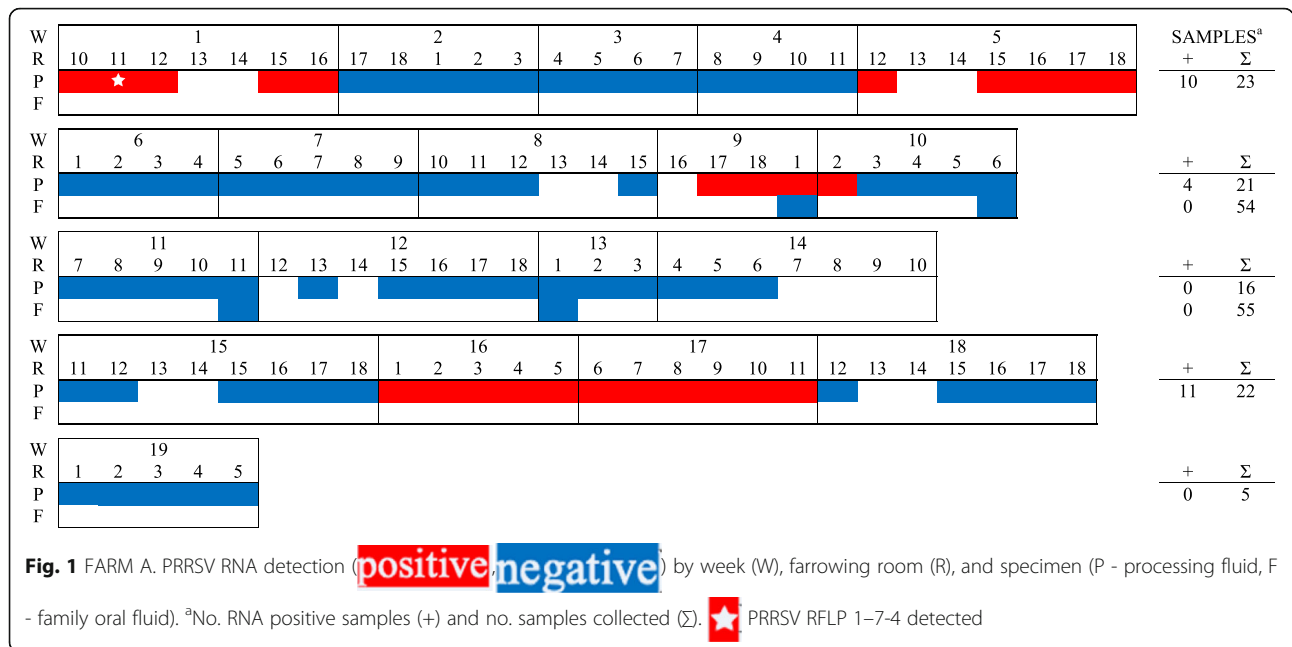 W 1 2 3 4 5 SAMPLESᵃ
R 10 11 12 13 14 15 16 17 18 1 2 3 4 5 6 7 8 9 10 11 12 13 14 15 16 17 18 + Σ
P 10 23
F
W 6 7 8 9 10
R 1 2 3 4 5 6 7 8 9 10 11 12 13 14 15 16 17 18 1 2 3 4 5 6 + Σ
P 4 21
F 0 54
W 11 12 13 14
R 7 8 9 10 11 12 13 14 15 16 17 18 1 2 3 4 5 6 7 8 9 10 + Σ
P 0 16
F 0 55
W 15 16 17 18
R 11 12 13 14 15 16 17 18 1 2 3 4 5 6 7 8 9 10 11 12 13 14 15 16 17 18 + Σ
P 11 22
F
W 19
R 1 2 3 4 5 + Σ
P 0 5
F
Fig. 1 FARM A. PRRSV RNA detection (positive, negative) by week (W), farrowing room (R), and specimen (P - processing fluid, F
- family oral fluid). ᵃNo. RNA positive samples (+) and no. samples collected (Σ). ★ PRRSV RFLP 1–7-4 detected